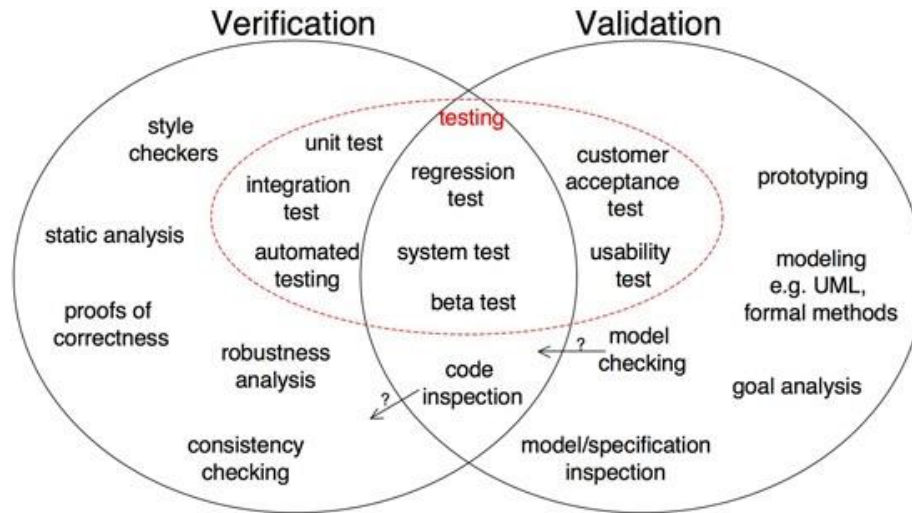 Verification
Validation
testing
style
checkers
unit test
integration
test
automated
testing
static analysis
proofs of
correctness
robustness
analysis
consistency
checking
regression
test
system test
beta test
code
inspection
?
?
customer
acceptance
test
usability
test
model
checking
model/specification
inspection
prototyping
modeling
e.g. UML,
formal methods
goal analysis